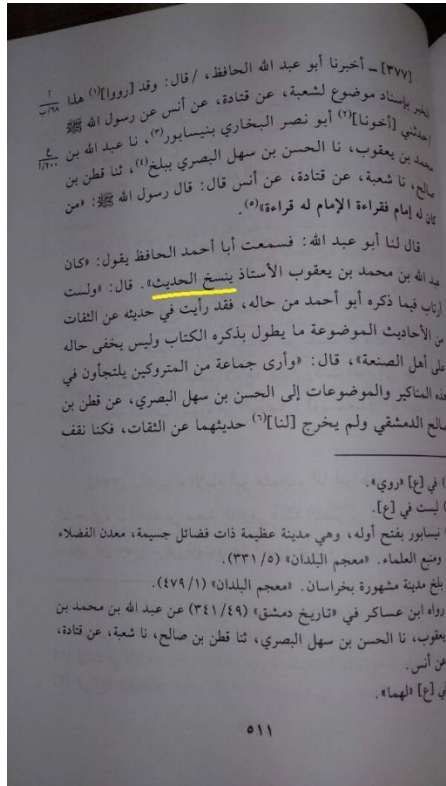 [٣٧٧] ـ أخبرنا أبو عبد الله الحافظ، /قال: وقد [رووا](١) هذا
أ
٦٨/ب
الخبر بإسناد موضوع لشعبة، عن قتادة، عن أنس عن رسول الله ﷺ
[أخونا](٢) أبو نصر البخاري بنيسابور(٣)، نا عبد الله بن
ع
٢٠٠/أ
محمد بن يعقوب، نا الحسن بن سهل البصري ببلخ(٤)، ثنا قطن بن
صالح، نا شعبة، عن قتادة، عن أنس قال: قال رسول الله ﷺ: «من
كان له إمام فقراءة الإمام له قراءة»(٥).
قال لنا أبو عبد الله: فسمعت أبا أحمد الحافظ يقول: «كان
عبد الله بن محمد بن يعقوب الأستاذ ينسخ الحديث». قال: «ولست
أرتاب فيما ذكره أبو أحمد من حاله، فقد رأيت في حديثه عن الثقات
من الأحاديث الموضوعة ما يطول بذكره الكتاب وليس يخفى حاله
على أهل الصنعة»، قال: «وأرى جماعة من المتروكين يلتجأون في
هذه المناكير والموضوعات إلى الحسن بن سهل البصري، عن قطن بن
صالح الدمشقي ولم يخرج [لنا](٦) حديثهما عن الثقات، فكنا نقف
) في [ع] «روي».
) ليست في [ع].
نيسابور بفتح أوله، وهي مدينة عظيمة ذات فضائل جسيمة، معدن الفضلاء
ومنبع العلماء. «معجم البلدان» (٣٣١/٥).
بلخ مدينة مشهورة بخراسان. «معجم البلدان» (٤٧٩/١).
رواه ابن عساكر في «تاريخ دمشق» (٣٤١/٤٩) عن عبد الله بن محمد بن
يعقوب، نا الحسن بن سهل البصري، ثنا قطن بن صالح، نا شعبة، عن قتادة،
عن أنس.
في [ع] «لهما».
٥١١